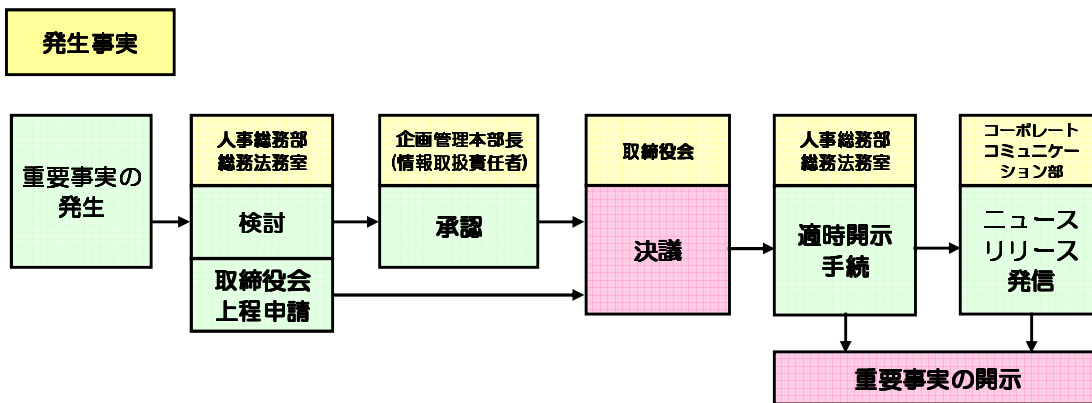 発生事実
重要事実の
発生
人事総務部
総務法務室
検討
取締役会
上程申請
企画管理本部長
(情報取扱責任者)
承認
取締役会
決議
人事総務部
総務法務室
適時開示
手続
コーポレート
コミュニケー
ション部
ニュース
リリース
発信
重要事実の開示